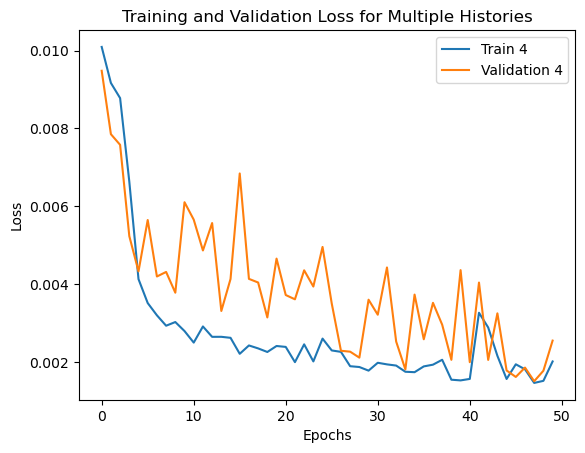 Training and Validation Loss for Multiple Histories
Train 4
Validation 4
Loss
0.010
0.008
0.006
0.004
0.002
0
10
20
30
40
50
Epochs